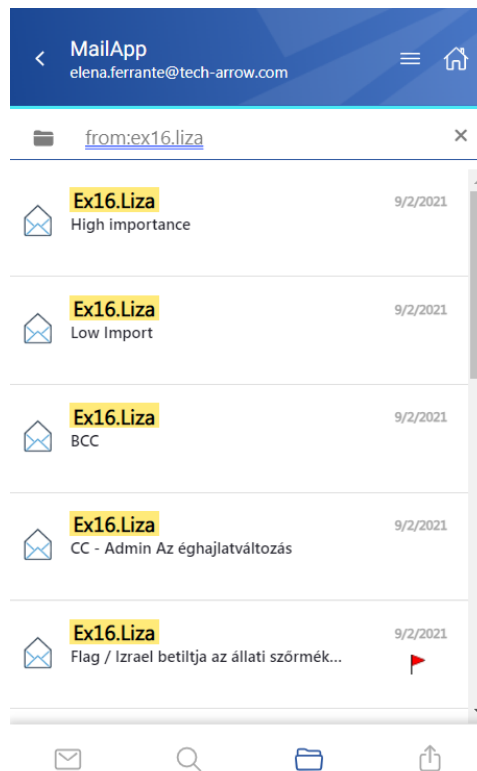 MailApp
elena.ferrante@tech-arrow.com
from:ex16.liza
Ex16.Liza
9/2/2021
High importance
Ex16.Liza
9/2/2021
Low Import
Ex16.Liza
9/2/2021
BCC
Ex16.Liza
9/2/2021
CC - Admin Az éghajlatváltozás
Ex16.Liza
9/2/2021
Flag / Izrael betiltja az állati szőrmék...